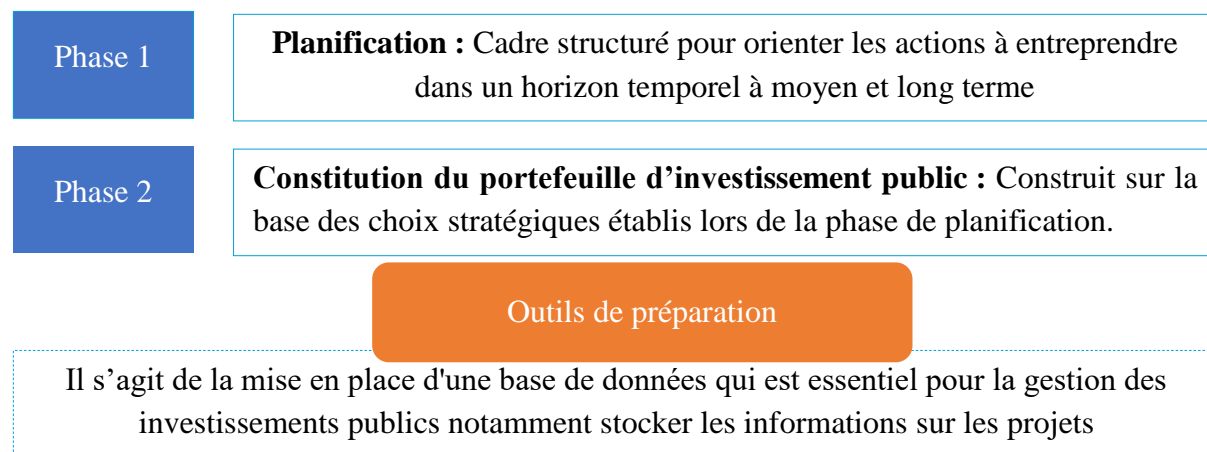 Phase 1
Planification : Cadre structuré pour orienter les actions à entreprendre
dans un horizon temporel à moyen et long terme
Phase 2
Constitution du portefeuille d’investissement public : Construit sur la
base des choix stratégiques établis lors de la phase de planification.
Outils de préparation
Il s’agit de la mise en place d'une base de données qui est essentiel pour la gestion des
investissements publics notamment stocker les informations sur les projets